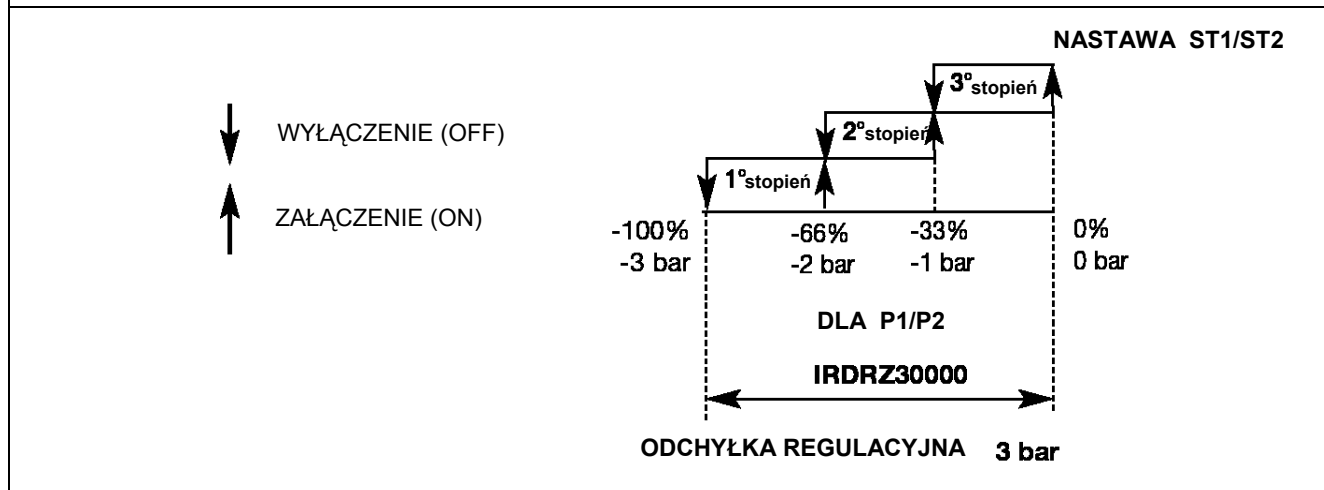 NASTAWA ST1/ST2
3°stopień
WYŁĄCZENIE (OFF)
2°stopień
1°stopień
ZAŁĄCZENIE (ON)
-100% -66% -33% 0%
-3 bar -2 bar -1 bar 0 bar
DLA P1/P2
IRDRZ30000
ODCHYŁKA REGULACYJNA 3 bar